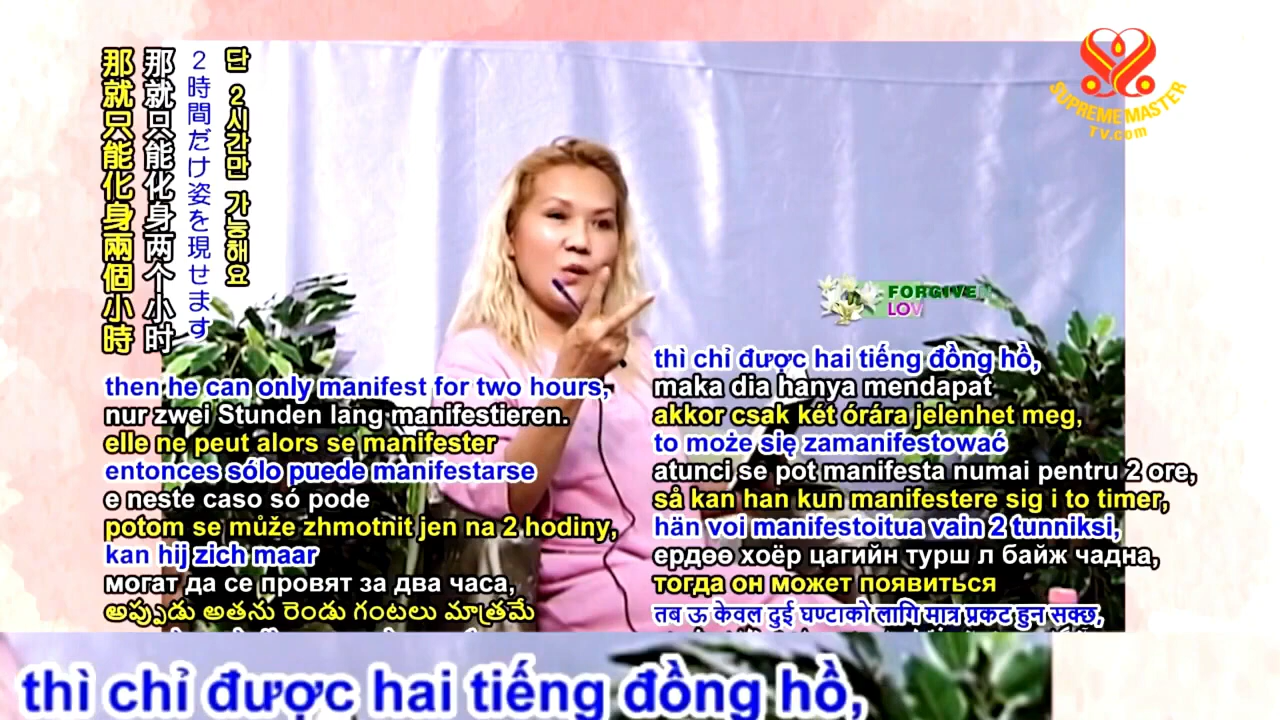 那就只能化身兩個小時
那就只能化身两个小时
2時間だけ姿を現せます
단 2시간만 가능해요
SUPREME MASTER
TV.com
FORGIVEN
LOV
then he can only manifest for two hours,
nur zwei Stunden lang manifestieren.
elle ne peut alors se manifester
entonces sólo puede manifestarse
e neste caso só pode
potom se může zhmotnit jen na 2 hodiny,
kan hij zich maar
могат да се провят за два часа,
అప్పుడు అతను రెండు గంటలు మాత్రమే
thì chỉ được hai tiếng đồng hồ,
maka dia hanya mendapat
akkor csak két órára jelenhet meg,
to może się zamanifestować
atunci se pot manifesta numai pentru 2 ore,
så kan han kun manifestere sig i to timer,
hän voi manifestoitua vain 2 tunniksi,
ердөө хоёр цагийн турш л байж чадна,
тогда он может появиться
तब ऊ केवल दुई घण्टाको लागि मात्र प्रकट हुन सक्छ,
thì chỉ được hai tiếng đồng hồ,